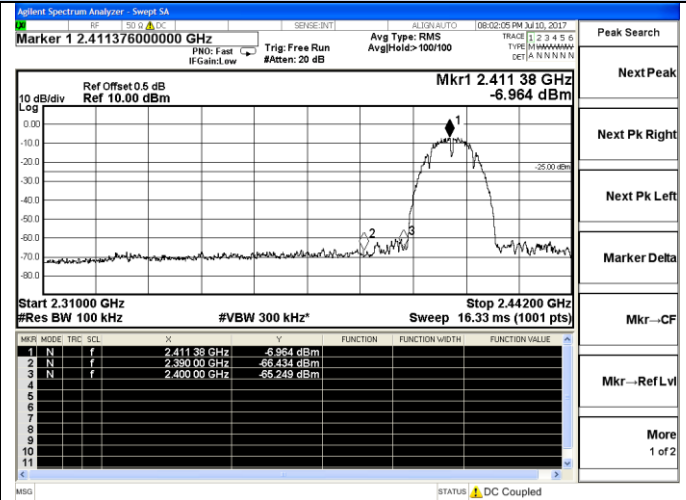 Agilent Spectrum Analyzer - Swept SA
RF 50 Ω DC SENSE:INT ALIGN AUTO 08:02:05 PM Jul 10, 2017
Marker 1 2.411376000000 GHz
PNO: Fast
IFGain:Low
Trig: Free Run
#Atten: 20 dB
Avg Type: RMS
Avg|Hold:> 100/100
TRACE 1 2 3 4 5 6
TYPE M
DET A N N N N N
Peak Search
Next Peak
Next Pk Right
Next Pk Left
Marker Delta
Mkr→CF
Mkr→Ref Lvl
More
1 of 2
Mkr1 2.411 38 GHz
-6.964 dBm
Ref Offset 0.5 dB
10 dB/div Ref 10.00 dBm
Log
0.00
-10.0
-20.0
-30.0
-40.0
-50.0
-60.0
-70.0
-80.0
1
-25.00 dBm
2
3
Start 2.31000 GHz Stop 2.44200 GHz
#Res BW 100 kHz #VBW 300 kHz* Sweep 16.33 ms (1001 pts)
MKR MODE TRC SCL X Y FUNCTION FUNCTION WIDTH FUNCTION VALUE
1 N f 2.411 38 GHz -6.964 dBm
2 N f 2.390 00 GHz -66.434 dBm
3 N f 2.400 00 GHz -65.249 dBm
4
5
6
7
8
9
10
11
MSG STATUS DC Coupled